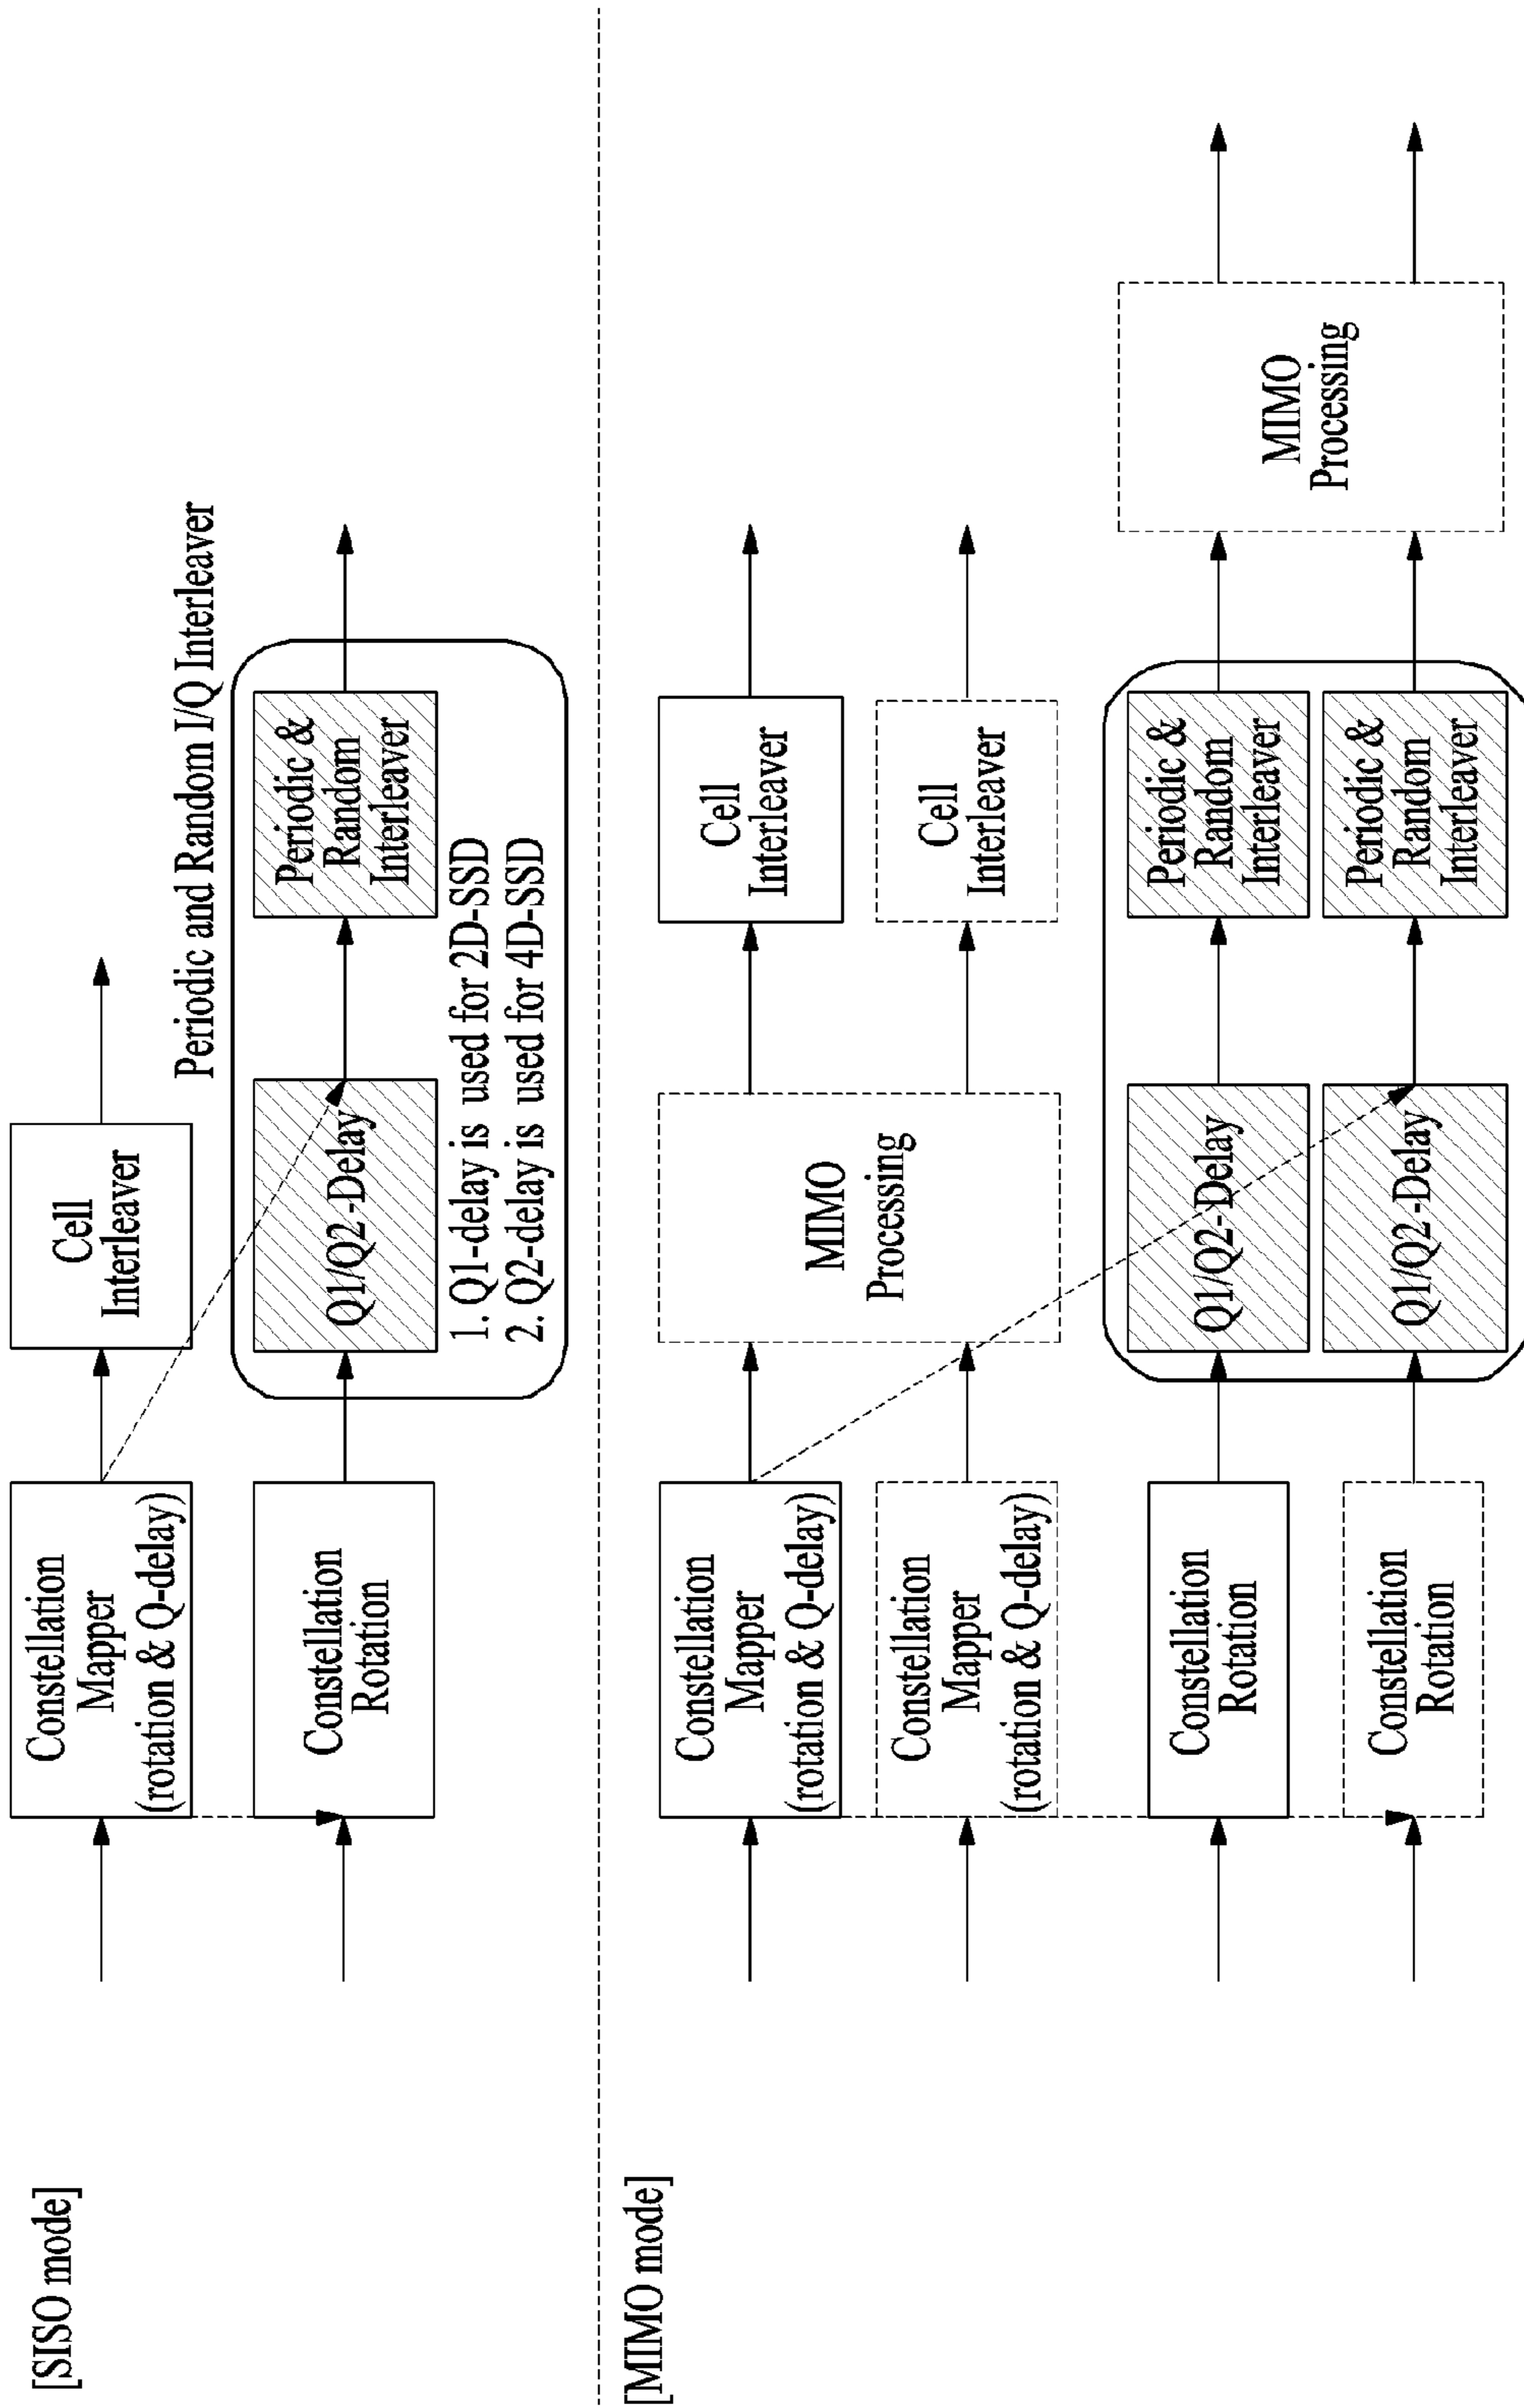 [SISO mode]
Constellation
Mapper
(rotation & Q-delay)
Cell
Interleaver
Periodic and Random I/Q Interleaver
Constellation
Rotation
Q1/Q2-Delay
Periodic &
Random
Interleaver
1. Q1-delay is used for 2D-SSD
2. Q2-delay is used for 4D-SSD
[MIMO mode]
Constellation
Mapper
(rotation & Q-delay)
Constellation
Mapper
(rotation & Q-delay)
MIMO
Processing
Cell
Interleaver
Cell
Interleaver
Constellation
Rotation
Constellation
Rotation
Q1/Q2-Delay
Q1/Q2-Delay
Periodic &
Random
Interleaver
Periodic &
Random
Interleaver
MIMO
Processing